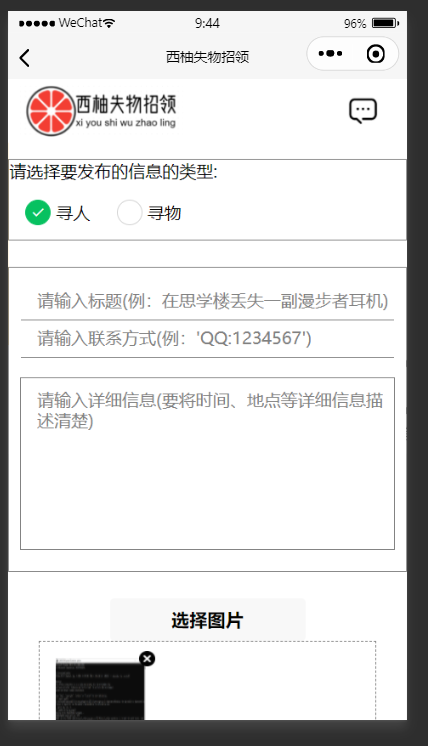 WeChat
9:44
96%
西柚失物招领
西柚失物招领
xi you shi wu zhao ling
请选择要发布的信息的类型:
寻人
寻物
请输入标题(例：在思学楼丢失一副漫步者耳机)
请输入联系方式(例：'QQ:1234567')
请输入详细信息(要将时间、地点等详细信息描
述清楚)
选择图片